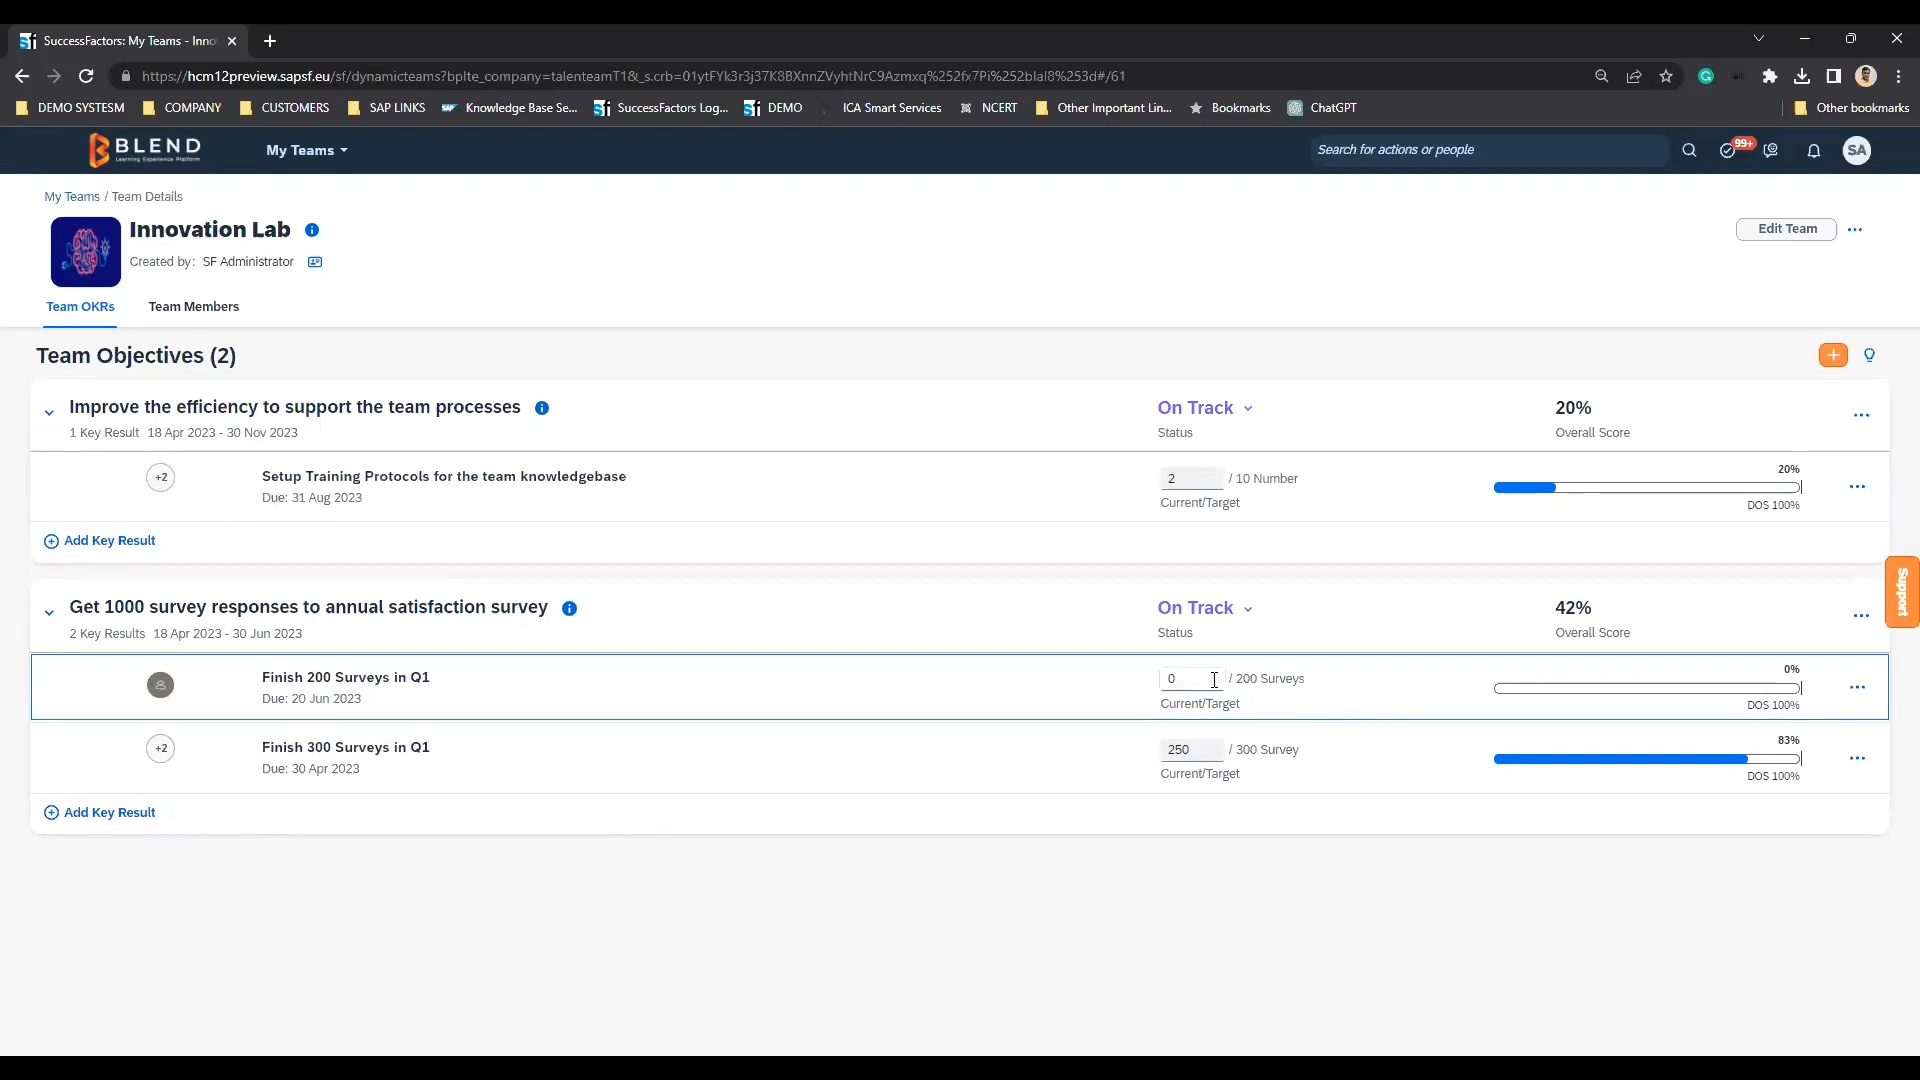 SuccessFactors: My Teams - Inno
https://hcm12preview.sapsf.eu/sf/dynamicteams?bplte_company=talenteamT1&_s.crb=01ytFYk3r3j37K8BXnnZVyhtNrC9Azmxq%252fx7Pi%252blaI8%253d#/61
DEMO SYSTESM COMPANY CUSTOMERS SAP LINKS Knowledge Base Se... SuccessFactors Log... DEMO ICA Smart Services NCERT Other Important Lin... Bookmarks ChatGPT Other bookmarks
BLEND My Teams Search for actions or people 99+ SA
Learning Experience Platform
My Teams / Team Details
Innovation Lab Edit Team
Created by: SF Administrator
Team OKRs Team Members
Team Objectives (2)
Improve the efficiency to support the team processes On Track 20%
1 Key Result 18 Apr 2023 - 30 Nov 2023 Status Overall Score
+2 Setup Training Protocols for the team knowledgebase 2 / 10 Number 20%
Due: 31 Aug 2023 Current/Target DOS 100%
Add Key Result
Support
Get 1000 survey responses to annual satisfaction survey On Track 42%
2 Key Results 18 Apr 2023 - 30 Jun 2023 Status Overall Score
Finish 200 Surveys in Q1 0 / 200 Surveys 0%
Due: 20 Jun 2023 Current/Target DOS 100%
+2 Finish 300 Surveys in Q1 250 / 300 Survey 83%
Due: 30 Apr 2023 Current/Target DOS 100%
Add Key Result